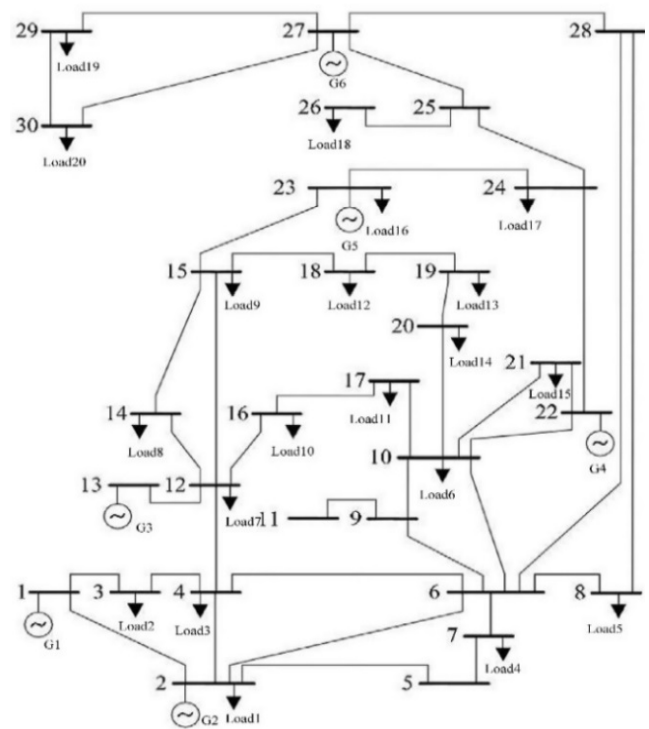 29 27 28
Load19 G6
26 25
30 Load18
Load20
23 24
Load16 Load17
G5
15 18 19
Load9 Load12 Load13
20
Load14 21
17 Load15
14 16 Load11 22
Load8 Load10 10 G4
13 12 Load6
G3 Load7 11 9
1 3 4 6 8
G1 Load2 Load3 7 Load5
Load4
2 5
G2 Load1